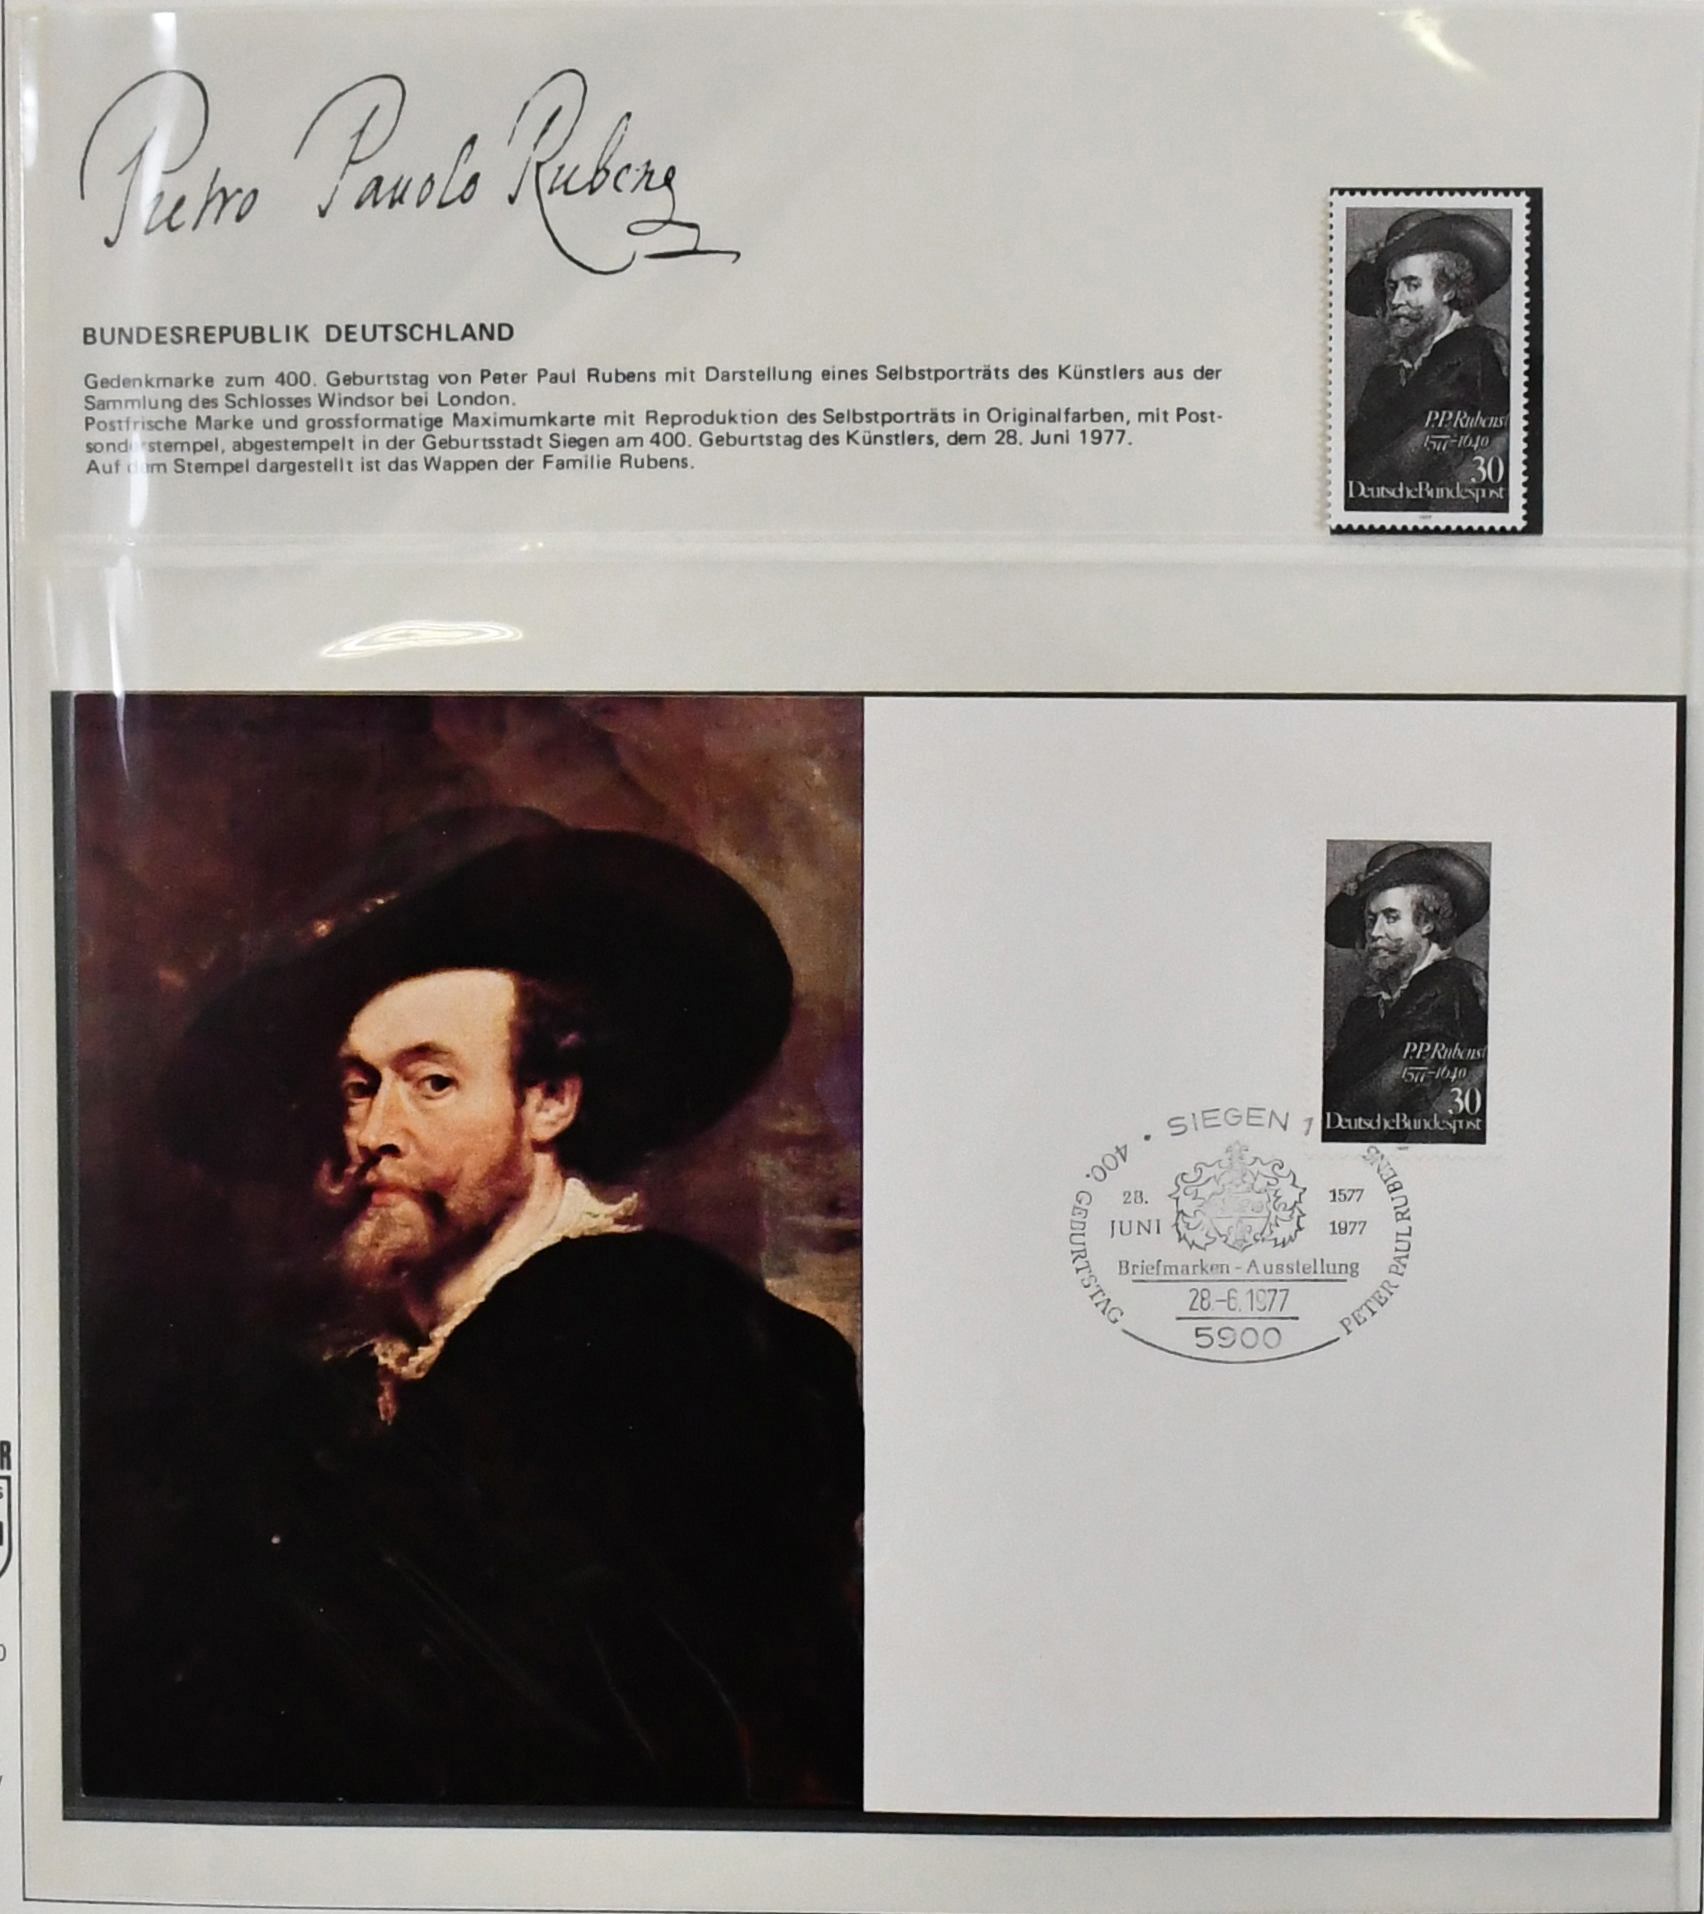 Pietro Pauolo Rubens
BUNDESREPUBLIK DEUTSCHLAND
Gedenkmarke zum 400. Geburtstag von Peter Paul Rubens mit Darstellung eines Selbstporträts des Künstlers aus der
Sammlung des Schlosses Windsor bei London.
Postfrische Marke und grossformatige Maximumkarte mit Reproduktion des Selbstporträts in Originalfarben, mit Post-
sonderstempel, abgestempelt in der Geburtsstadt Siegen am 400. Geburtstag des Künstlers, dem 28. Juni 1977.
Auf dem Stempel dargestellt ist das Wappen der Familie Rubens.
P.P. Rubens
1577-1640
30
Deutsche Bundespost
1977
P.P. Rubens
1577-1640
30
Deutsche Bundespost
• SIEGEN 1
400. GEBURTSTAG
PETER PAUL RUBENS
28. 1577
JUNI 1977
Briefmarken - Ausstellung
28.-6.1977
5900